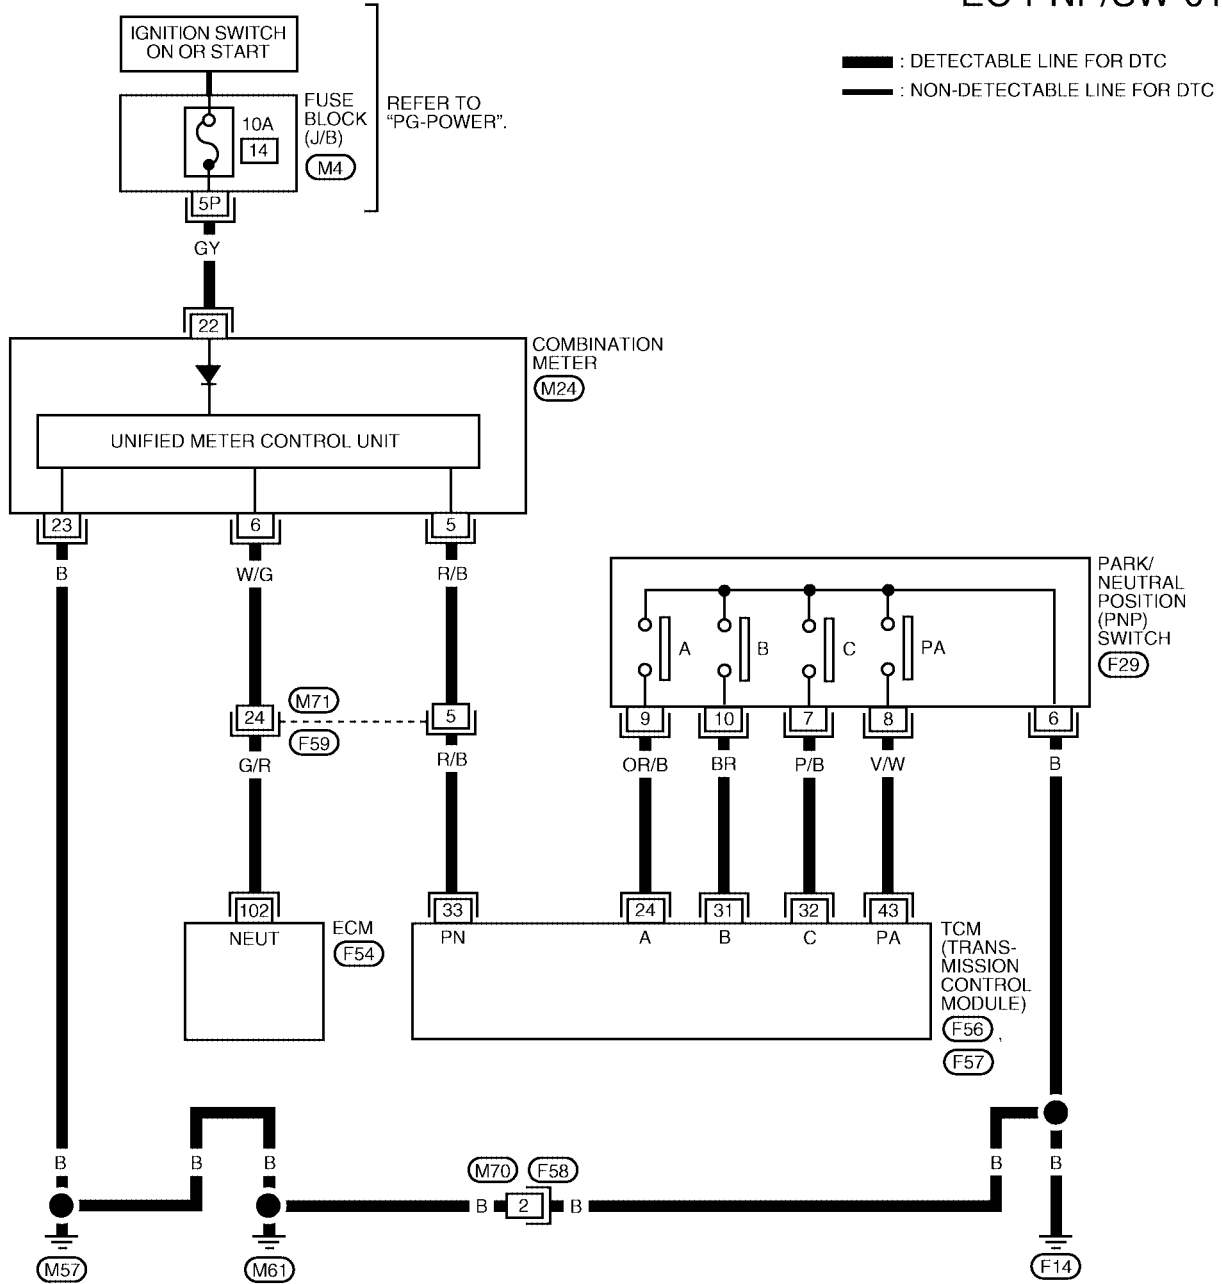 IGNITION SWITCH
ON OR START
FUSE
BLOCK
(J/B)
M4
10A
14
REFER TO
“PG-POWER”.
: DETECTABLE LINE FOR DTC
: NON-DETECTABLE LINE FOR DTC
5P
GY
22
COMBINATION
METER
M24
UNIFIED METER CONTROL UNIT
23
6
5
B
W/G
R/B
PARK/
NEUTRAL
POSITION
(PNP)
SWITCH
F29
A
B
C
PA
M71
24
5
F59
9
10
7
8
6
G/R
R/B
OR/B
BR
P/B
V/W
B
102
33
24
31
32
43
NEUT
PN
A
B
C
PA
ECM
F54
TCM
(TRANS-
MISSION
CONTROL
MODULE)
F56 ,
F57
B
B
B
M70
F58
B
B
B
2
B
M57
M61
F14